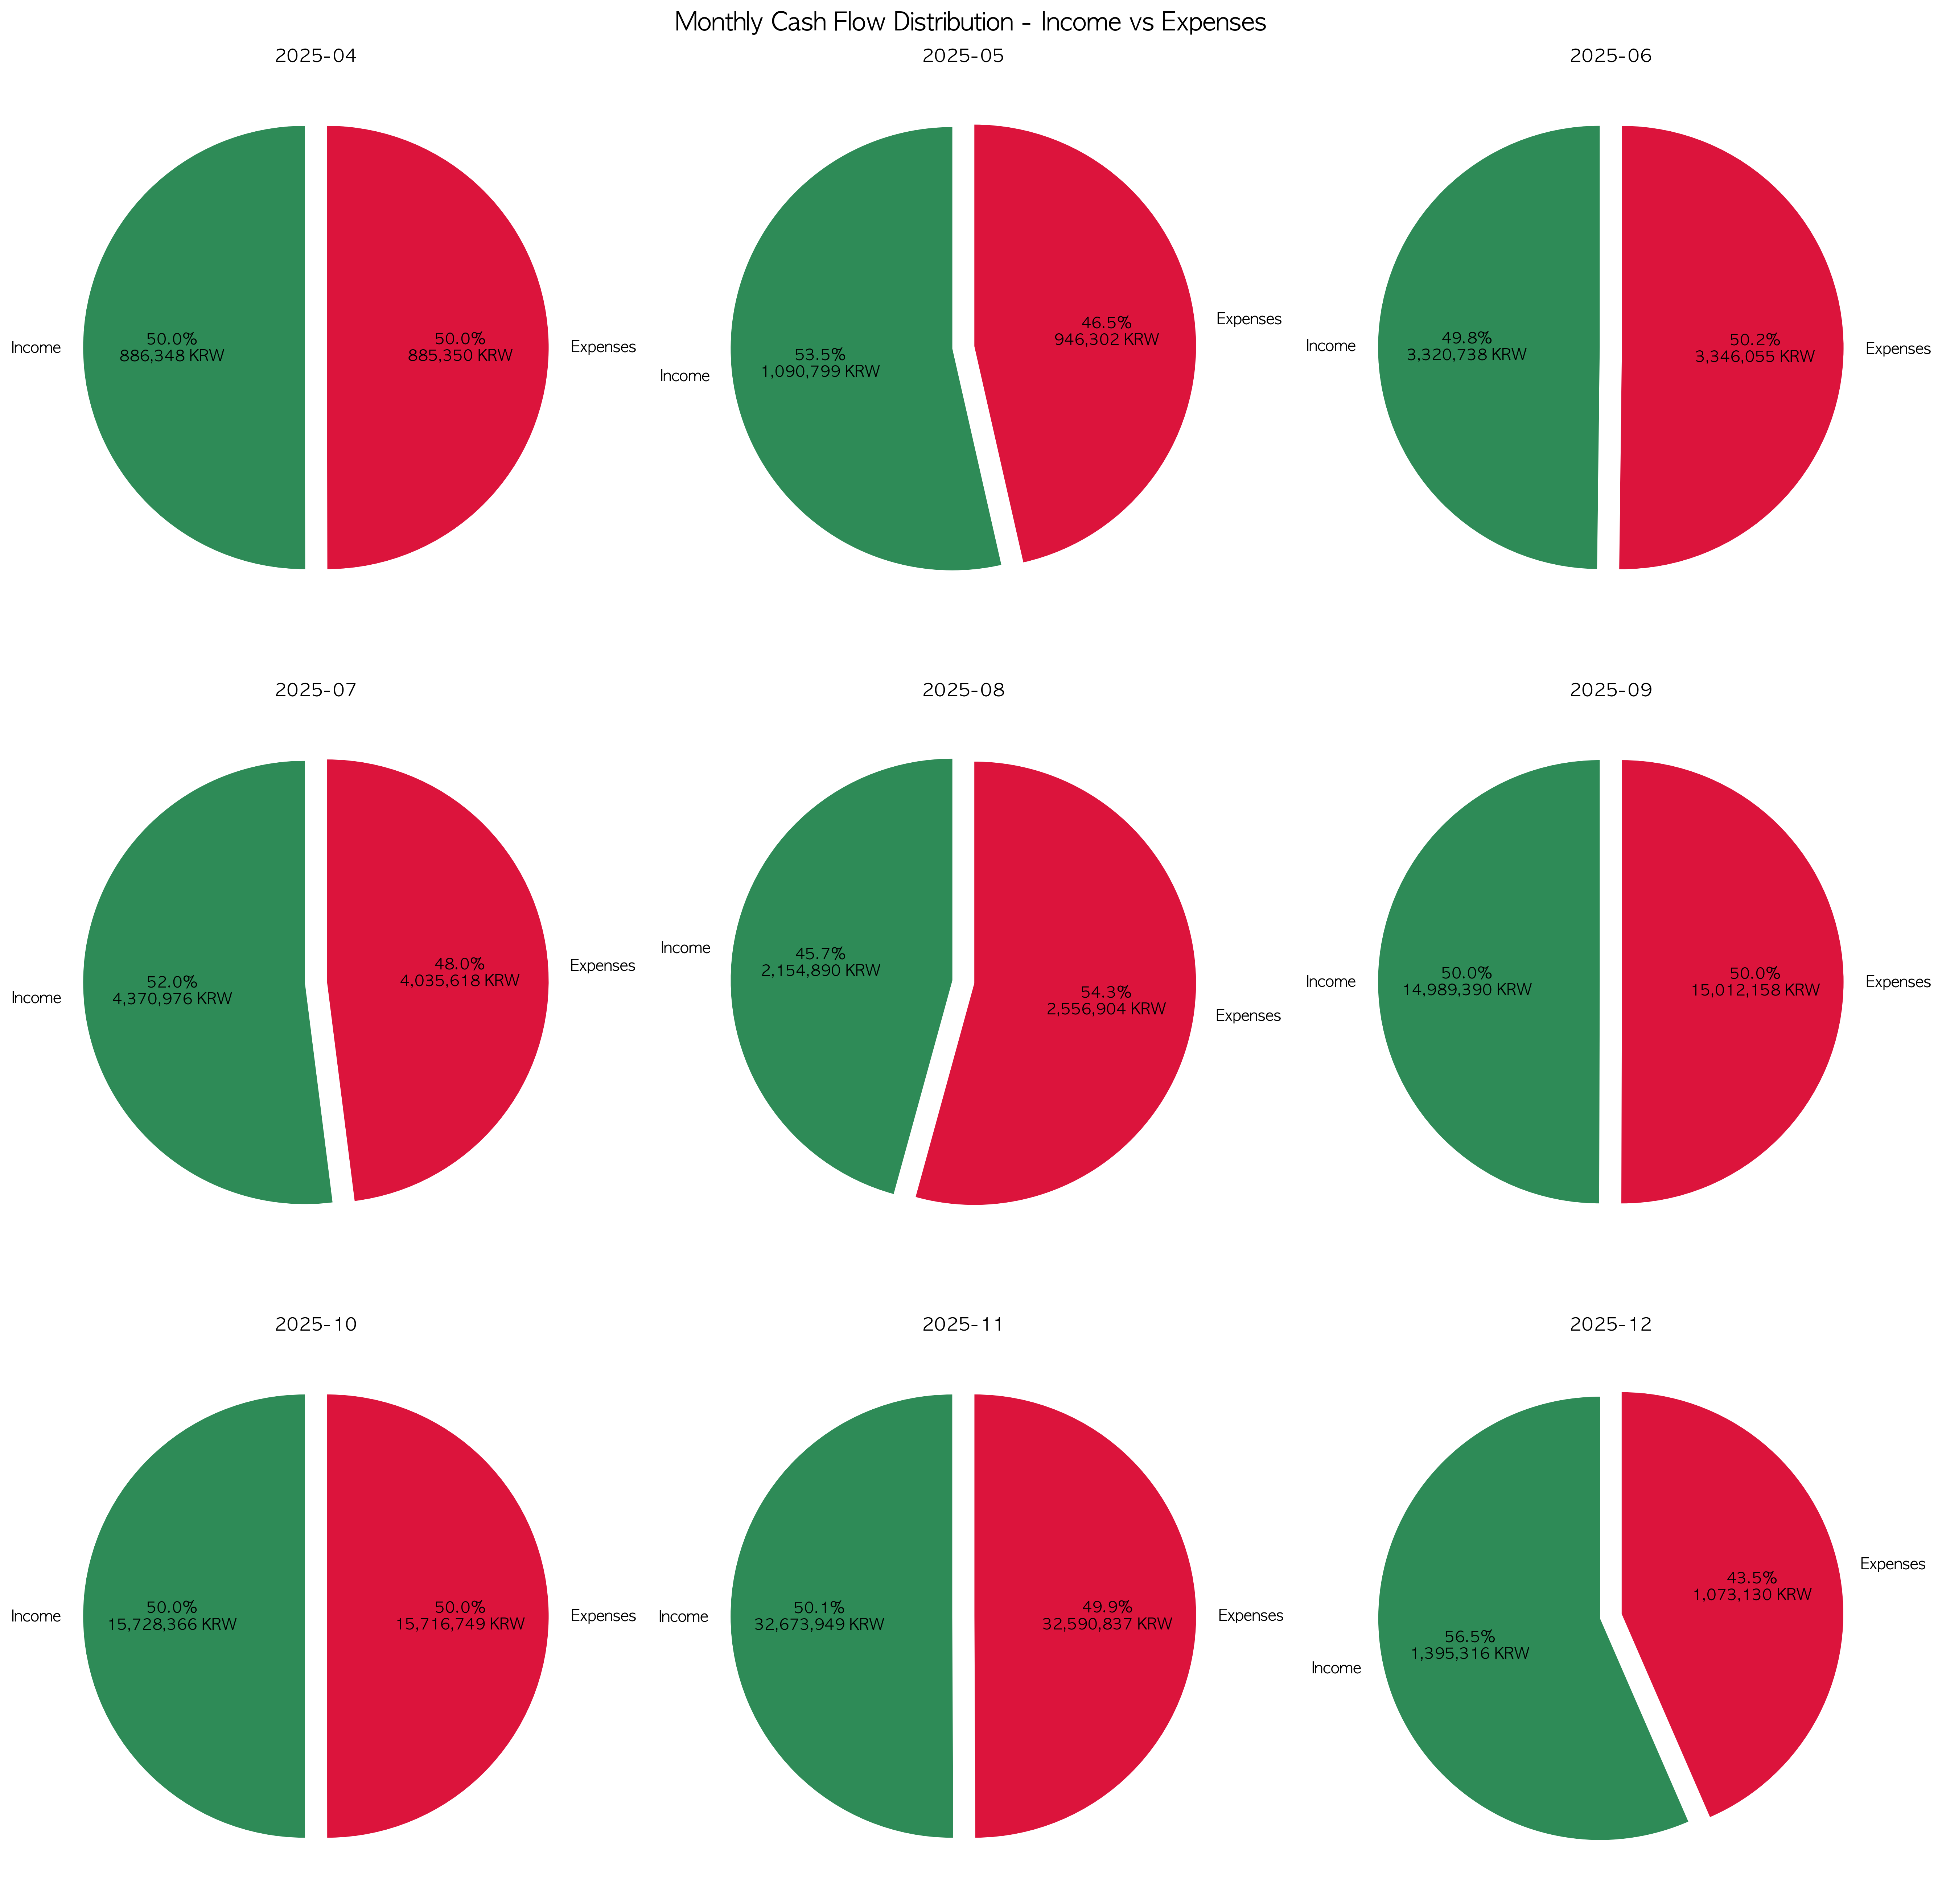 Monthly Cash Flow Distribution - Income vs Expenses
2025-04
Income
50.0%
886,348 KRW
50.0%
885,350 KRW
Expenses
2025-05
Income
53.5%
1,090,799 KRW
46.5%
946,302 KRW
Expenses
2025-06
Income
49.8%
3,320,738 KRW
50.2%
3,346,055 KRW
Expenses
2025-07
Income
52.0%
4,370,976 KRW
48.0%
4,035,618 KRW
Expenses
2025-08
Income
45.7%
2,154,890 KRW
54.3%
2,556,904 KRW
Expenses
2025-09
Income
50.0%
14,989,390 KRW
50.0%
15,012,158 KRW
Expenses
2025-10
Income
50.0%
15,728,366 KRW
50.0%
15,716,749 KRW
Expenses
2025-11
Income
50.1%
32,673,949 KRW
49.9%
32,590,837 KRW
Expenses
2025-12
Income
56.5%
1,395,316 KRW
43.5%
1,073,130 KRW
Expenses